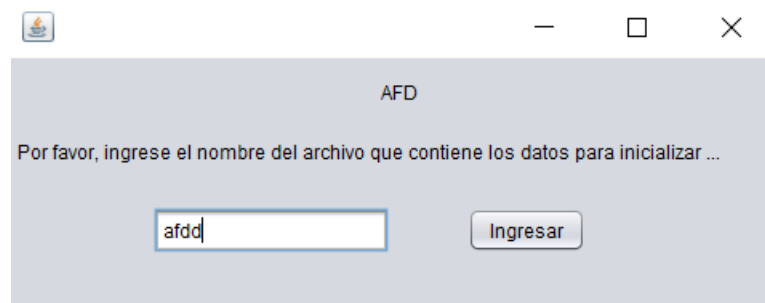 AFD
Por favor, ingrese el nombre del archivo que contiene los datos para inicializar ...
afdd
Ingresar